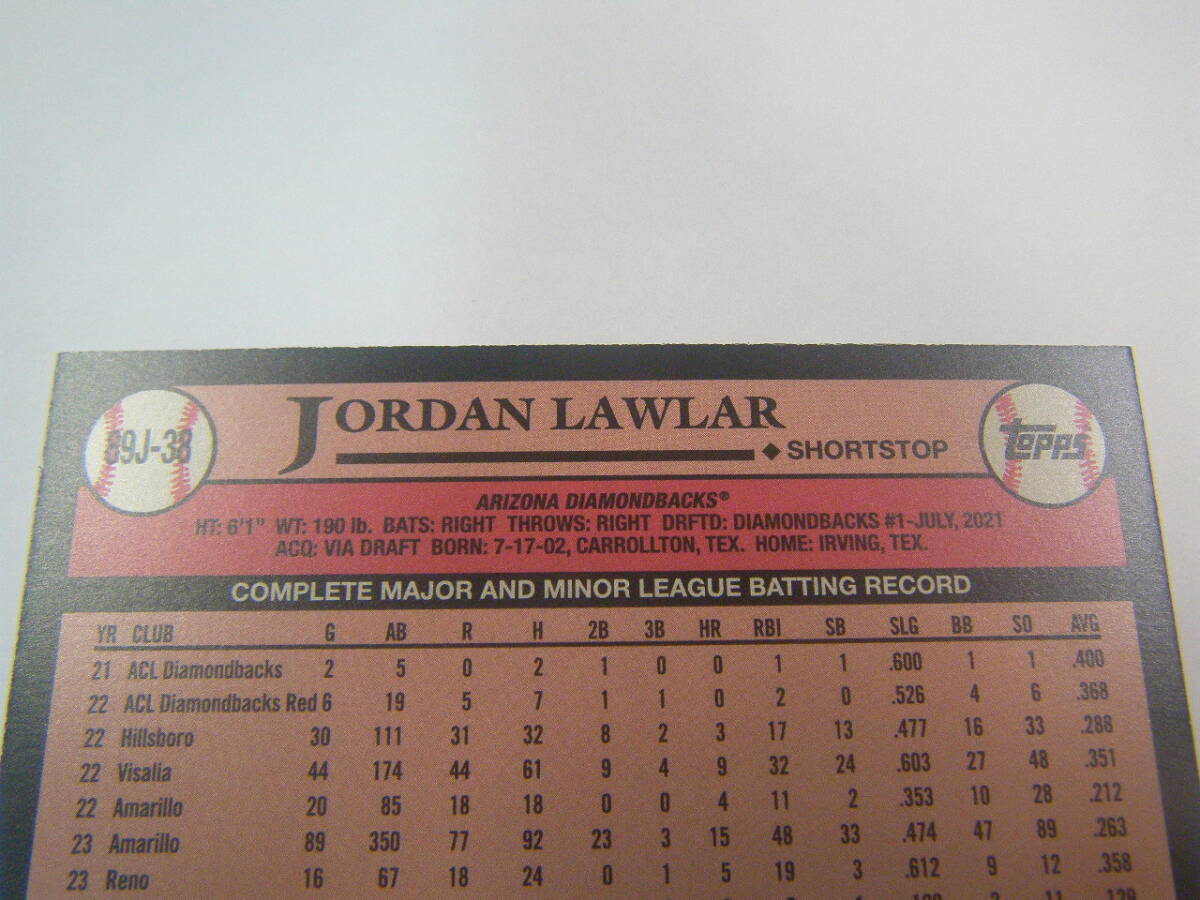 89J-38
JORDAN LAWLAR
◆ SHORTSTOP
topps
ARIZONA DIAMONDBACKS®
HT: 6'1" WT: 190 lb. BATS: RIGHT THROWS: RIGHT DRFTD: DIAMONDBACKS #1-JULY, 2021
ACQ: VIA DRAFT BORN: 7-17-02, CARROLLTON, TEX. HOME: IRVING, TEX.
COMPLETE MAJOR AND MINOR LEAGUE BATTING RECORD
YR CLUB G AB R H 2B 3B HR RBI SB SLG BB SO AVG
21 ACL Diamondbacks 2 5 0 2 1 0 0 1 1 .600 1 1 .400
22 ACL Diamondbacks Red 6 19 5 7 1 1 0 2 0 .526 4 6 .368
22 Hillsboro 30 111 31 32 8 2 3 17 13 .477 16 33 .288
22 Visalia 44 174 44 61 9 4 9 32 24 .603 27 48 .351
22 Amarillo 20 85 18 18 0 0 4 11 2 .353 10 28 .212
23 Amarillo 89 350 77 92 23 3 15 48 33 .474 47 89 .263
23 Reno 16 67 18 24 0 1 5 19 3 .612 9 12 .358
.129